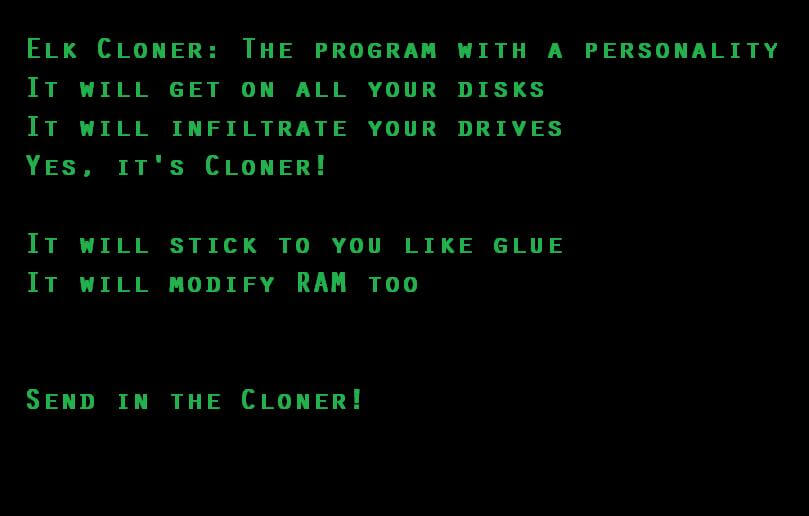 Elk Cloner: The program with a personality
It will get on all your disks
It will infiltrate your drives
Yes, it's Cloner!
It will stick to you like glue
It will modify RAM too
Send in the Cloner!